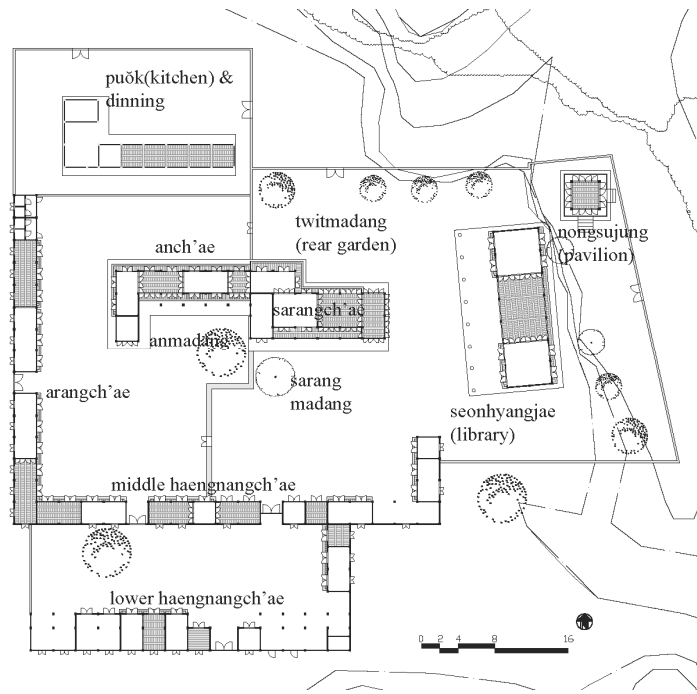 puŏk(kitchen) &
dinning
twitmadang
(rear garden)
nongsujung
(pavilion)
anch'ae
sarangch'ae
anmadang
arangch'ae
sarang
madang
seonhyangjae
(library)
middle haengnangch'ae
lower haengnangch'ae
0 2 4 8 16